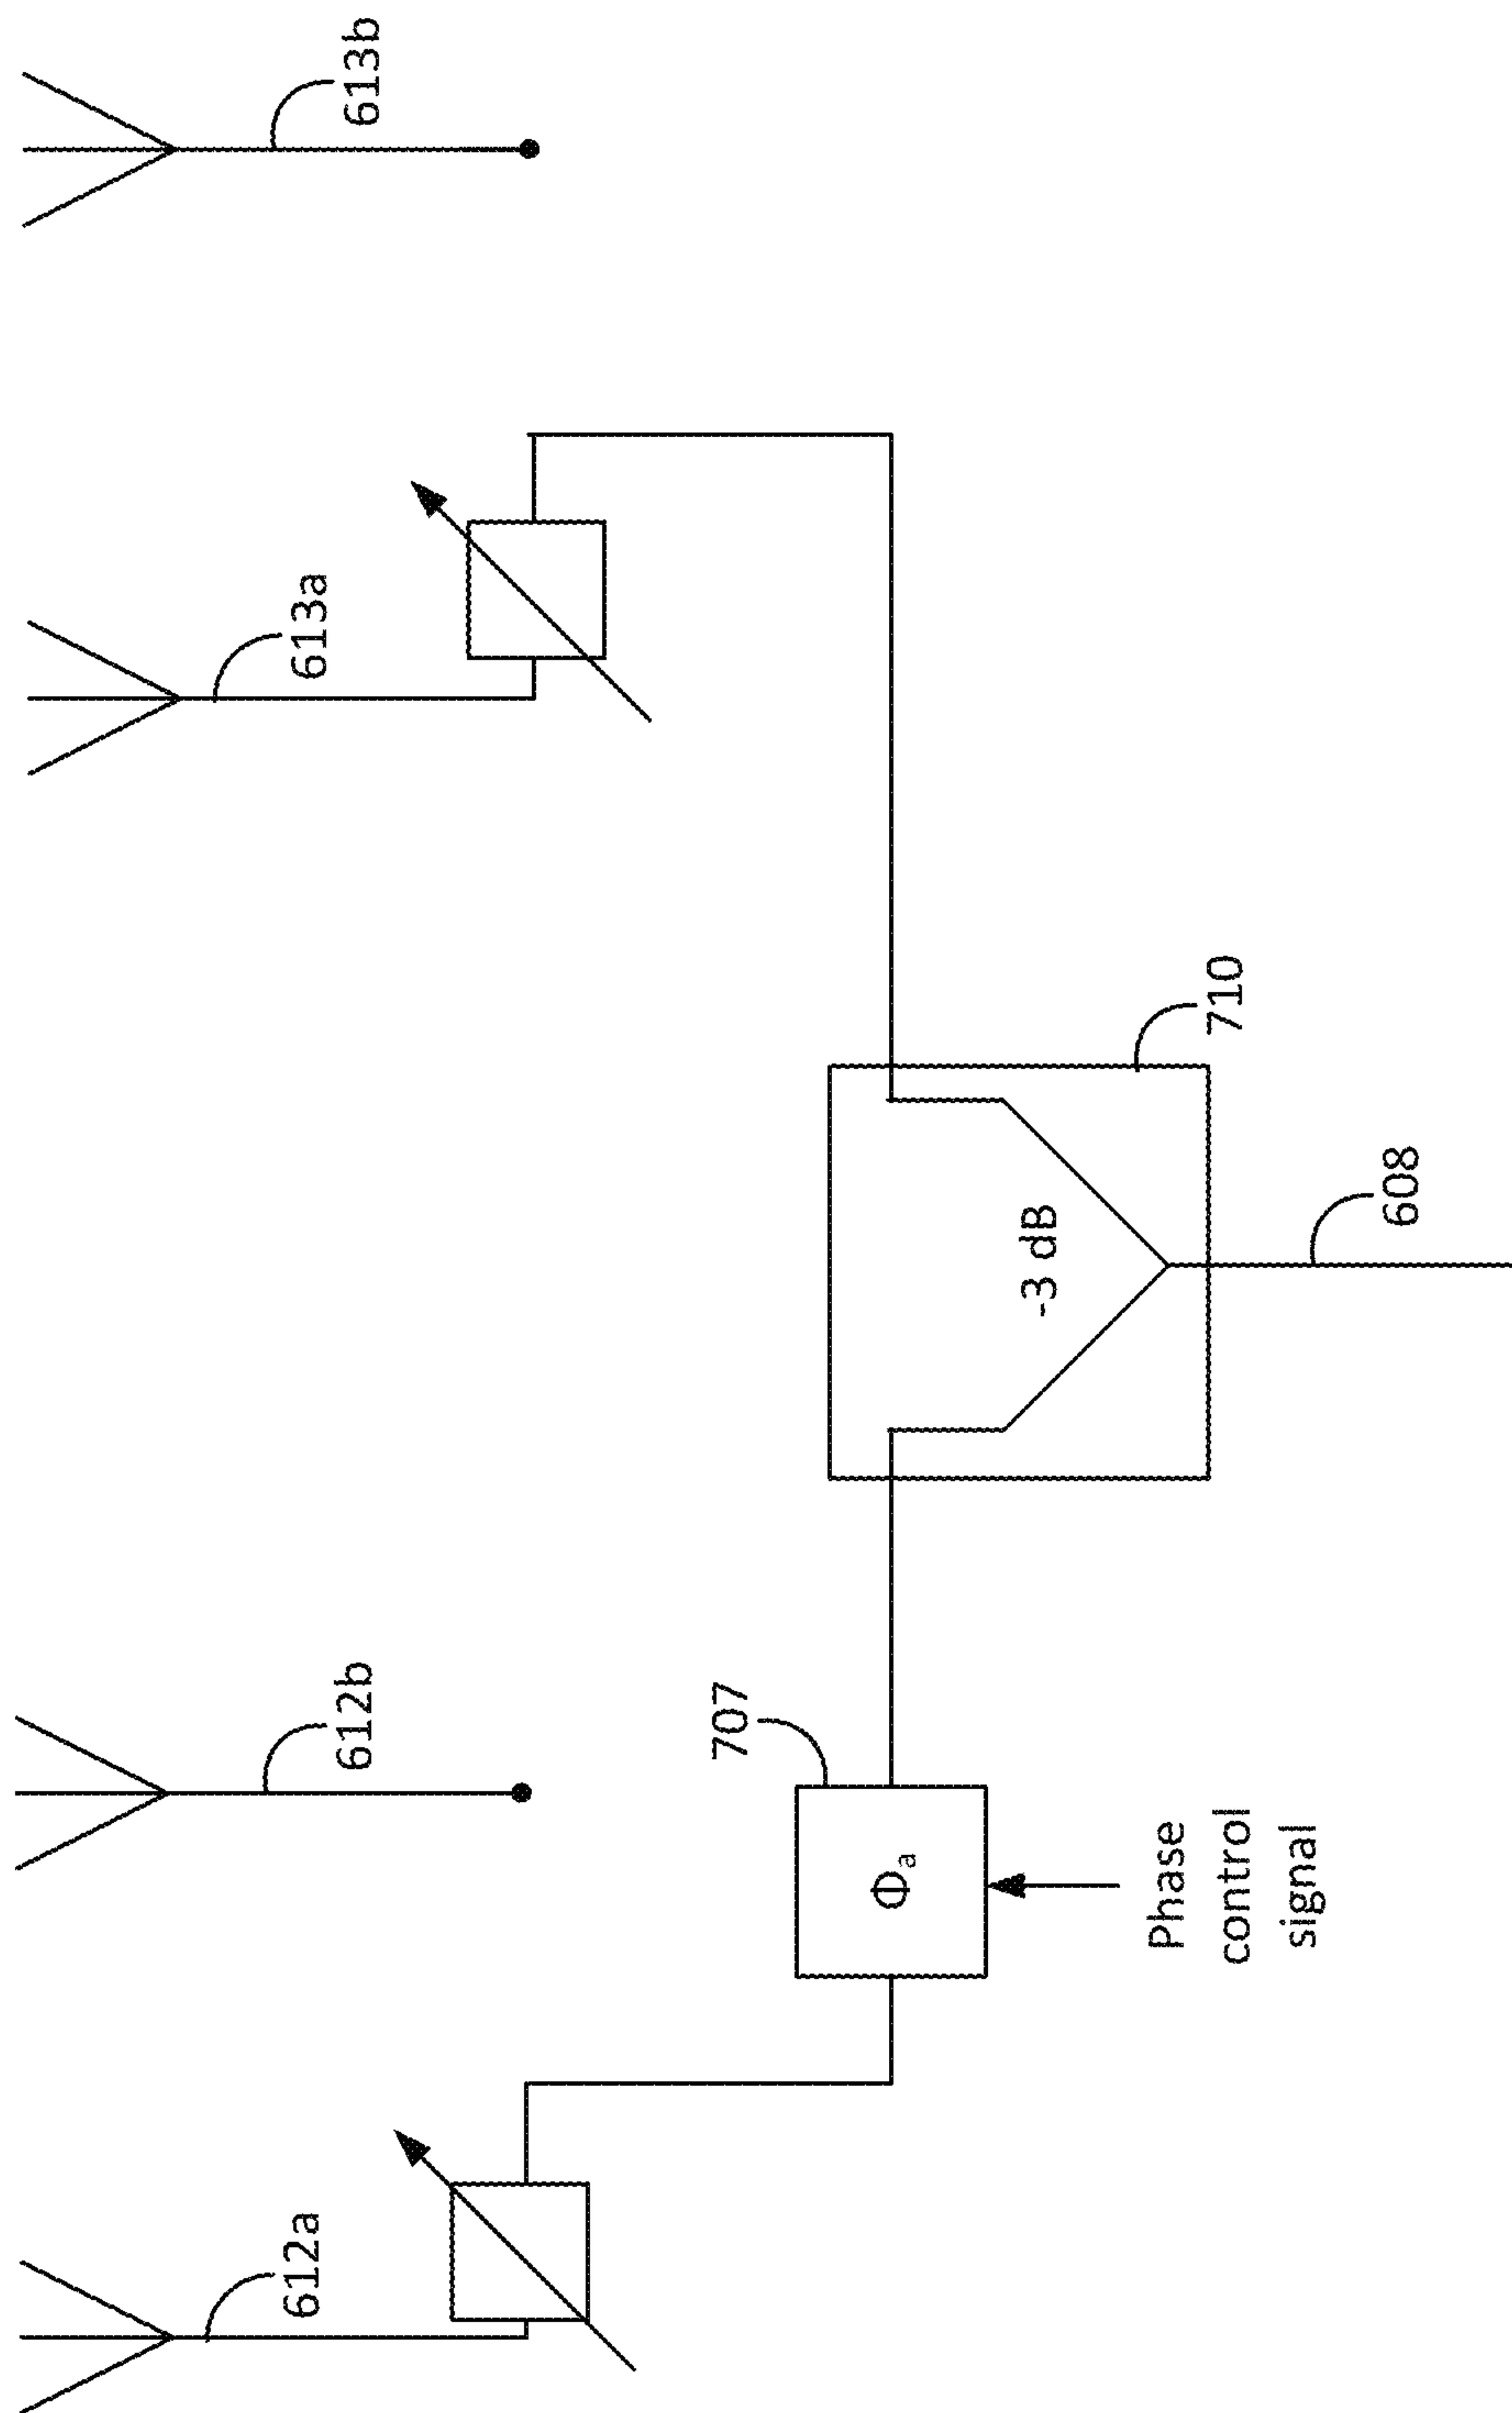 612a
612b
613a
613b
707
Φa
Phase
control
signal
-3 dB
710
608